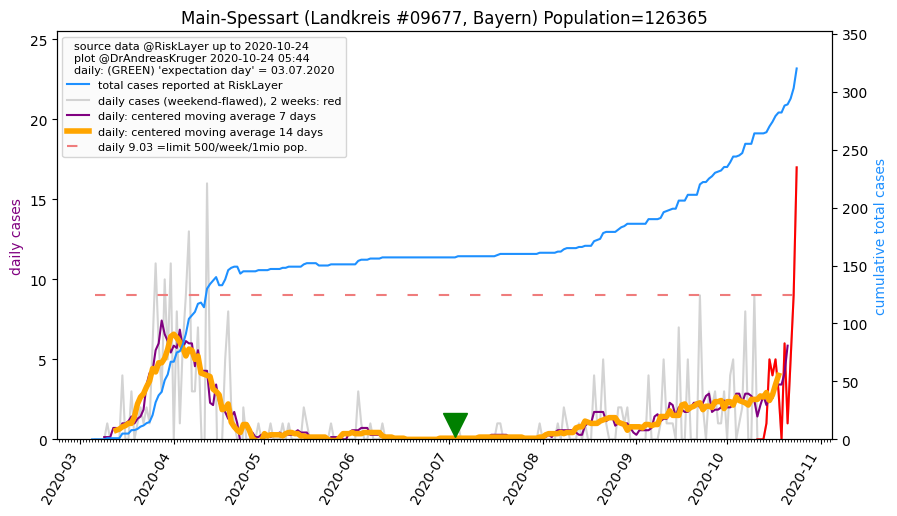 Main-Spessart (Landkreis #09677, Bayern) Population=126365
source data @RiskLayer up to 2020-10-24
plot @DrAndreasKruger 2020-10-24 05:44
daily: (GREEN) 'expectation day' = 03.07.2020
total cases reported at RiskLayer
daily cases (weekend-flawed), 2 weeks: red
daily: centered moving average 7 days
daily: centered moving average 14 days
daily 9.03 =limit 500/week/1mio pop.
daily cases
25
20
15
10
5
0
cumulative total cases
350
300
250
200
150
100
50
0
2020-03
2020-04
2020-05
2020-06
2020-07
2020-08
2020-09
2020-10
2020-11